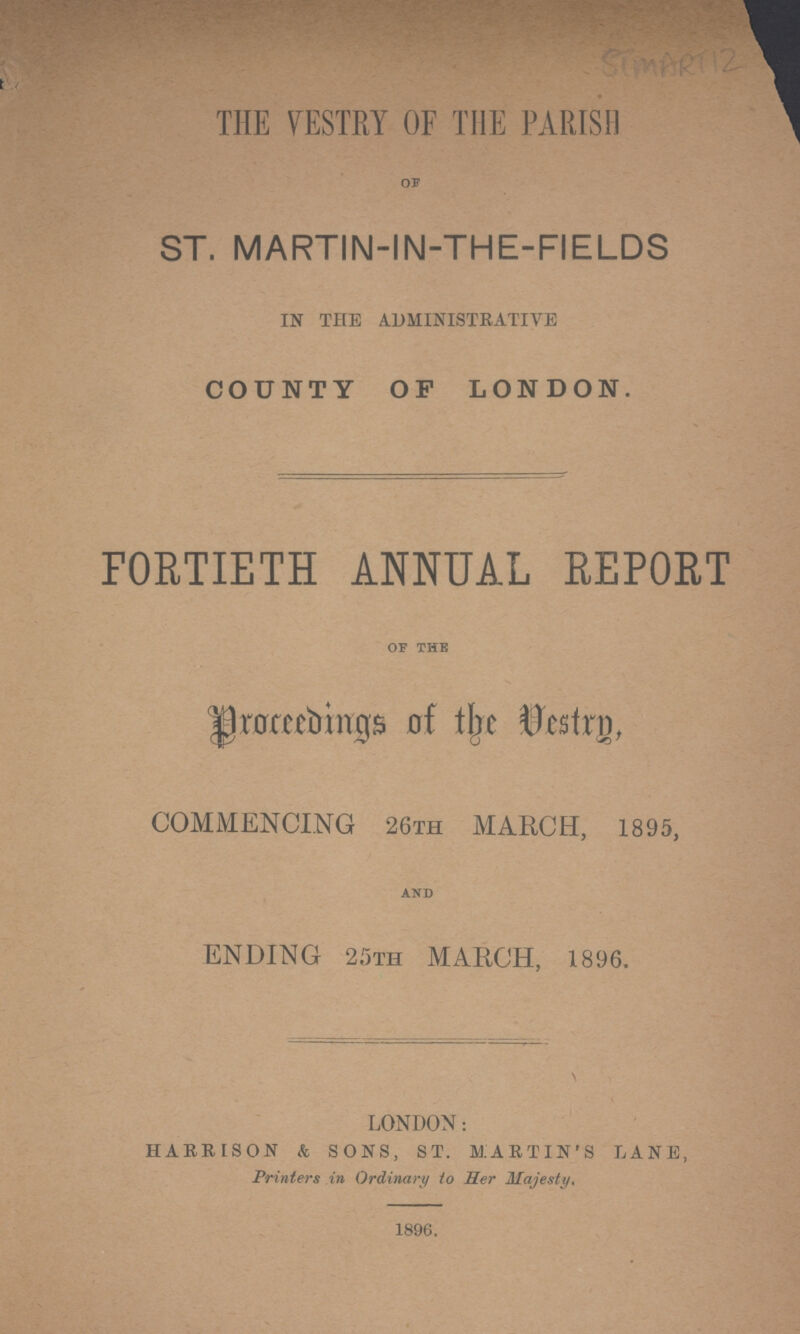 STMART 12
THE VESTRY OF THE PARISH
OF
ST. MARTIN-IN-THE-FIELDS
IN THE ADMINISTRATIVE
COUNTY OF LONDON.
FORTIETH ANNUAL REPORT
OF THE
Proceedings of the Vestry,
COMMENCING 26TH MARCH, 1895,
AND
ENDING 25TH MARCH, 1896.
LONDON:
HARRISON & SONS, ST. MARTIN'S LANE,
Printers in Ordinary to Her Majesty.
1896.